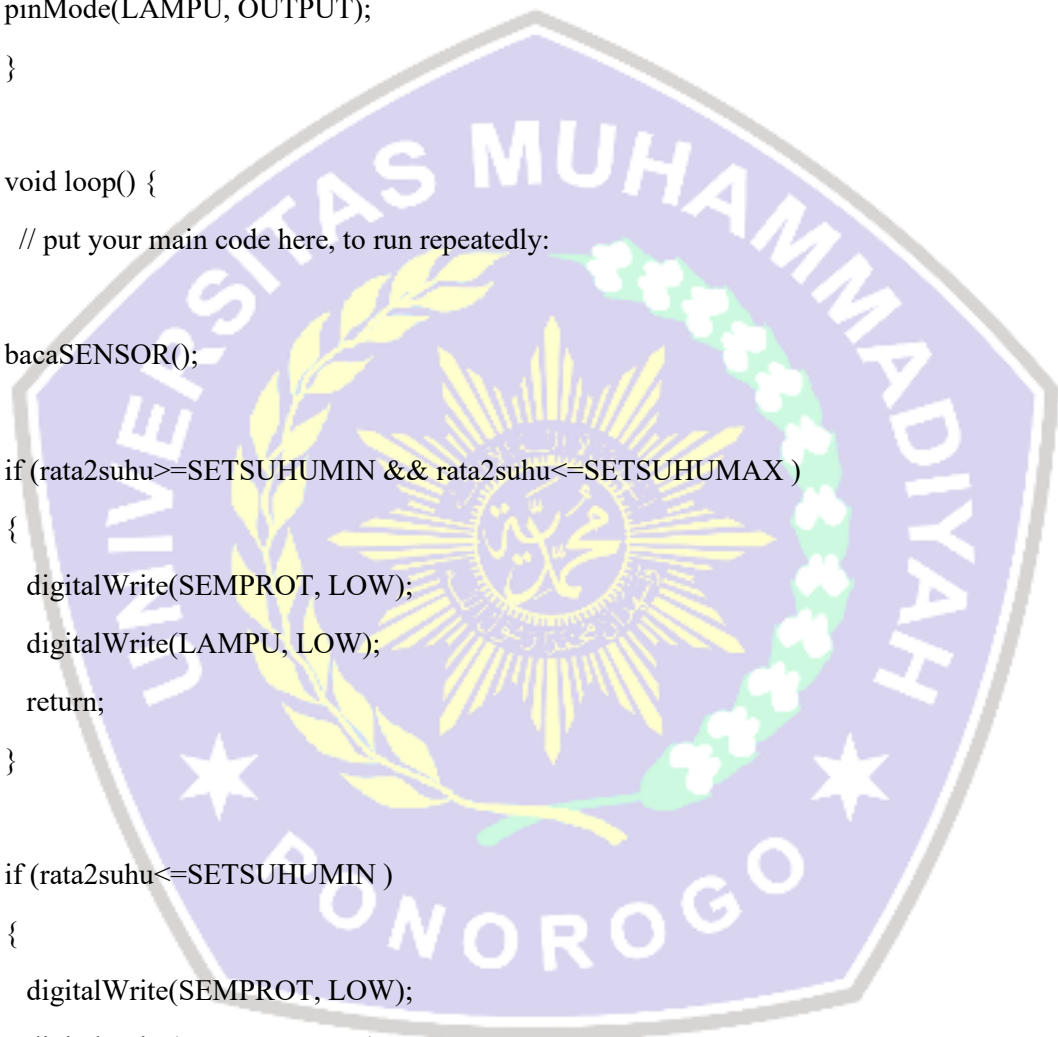 pinMode(LAMPU, OUTPUT);
}
void loop() {
// put your main code here, to run repeatedly:
bacaSENSOR();
if (rata2suhu>=SETSUHUMIN && rata2suhu<=SETSUHUMAX )
{
digitalWrite(SEMPROT, LOW);
digitalWrite(LAMPU, LOW);
return;
}
if (rata2suhu<=SETSUHUMIN )
{
digitalWrite(SEMPROT, LOW);
UNIVERSITAS MUHAMMADIYAH
PONOROGO
محمدية